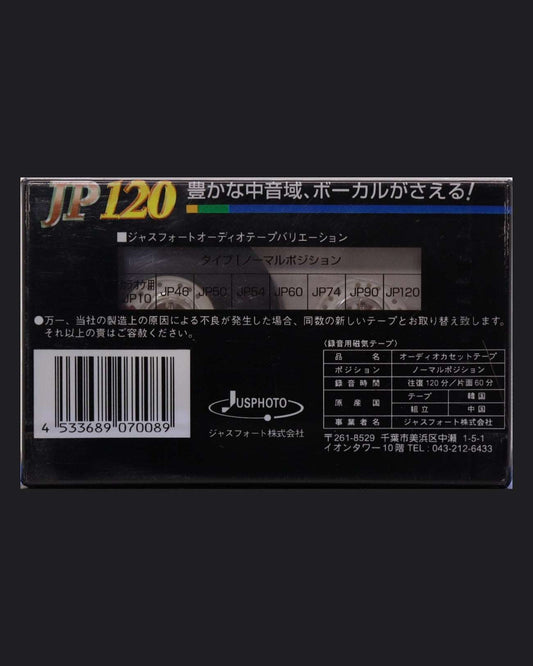 JP 120 豊かな中音域、ボーカルがさえる!
■ジャスフォートオーディオテープバリエーション
タイプⅠノーマルポジション
カラオケ用 JP10 JP46 JP50 JP54 JP60 JP74 JP90 JP120
●万一、当社の製造上の原因による不良が発生した場合、同数の新しいテープとお取り替え致します。
それ以上の責はご容赦ください。
〈録音用磁気テープ〉
品名 オーディオカセットテープ
ポジション ノーマルポジション
録音時間 往復120分/片面60分
原産国 テープ 韓国
組立 中国
事業者名 ジャスフォート株式会社
〒261-8529 千葉市美浜区中瀬 1-5-1
イオンタワー10階 TEL : 043-212-6433
JUSPHOTO
ジャスフォート株式会社
4 533689 070089